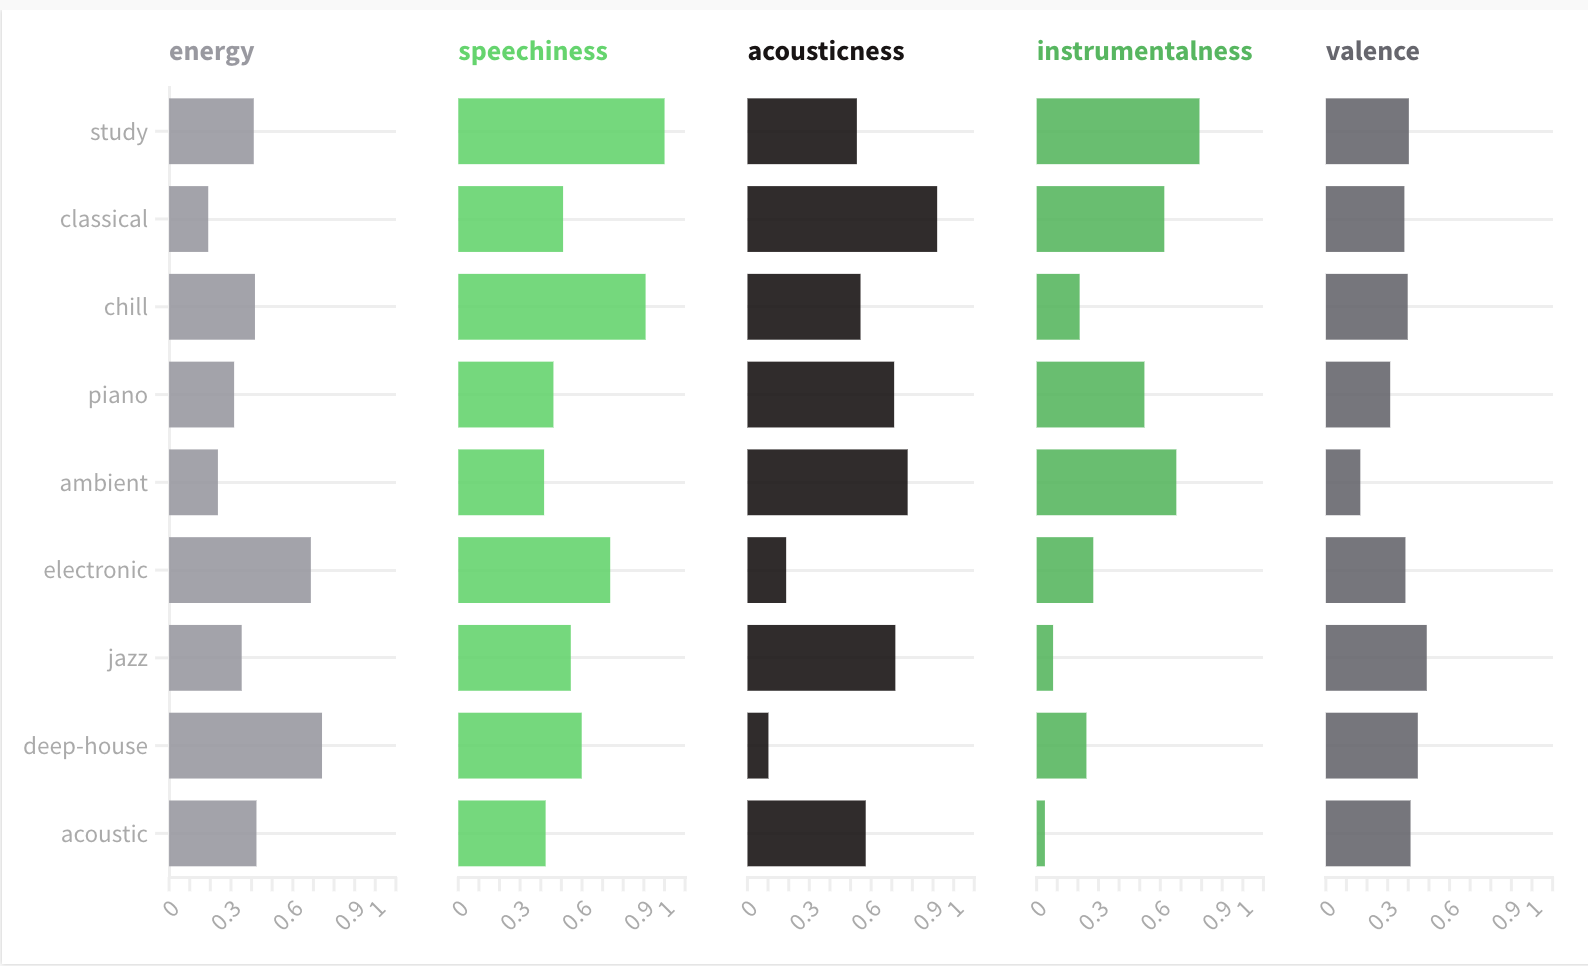 energy speechiness acousticness instrumentalness valence
study
classical
chill
piano
ambient
electronic
jazz
deep-house
acoustic
0 0.3 0.6 0.9 1 0 0.3 0.6 0.9 1 0 0.3 0.6 0.9 1 0 0.3 0.6 0.9 1 0 0.3 0.6 0.9 1